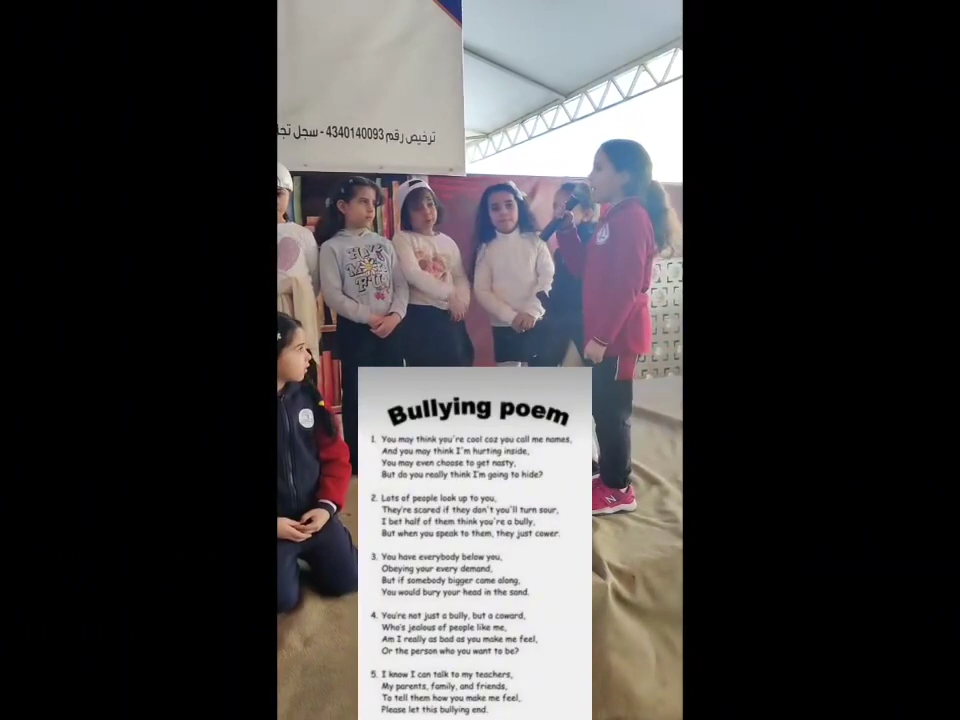 ترخيص رقم 4340140093 - سجل تجا
HAVE
MORE
FUN
Bullying poem
1. You may think you're cool coz you call me names,
And you may think I'm hurting inside,
You may even choose to get nasty,
But do you really think I'm going to hide?
2. Lots of people look up to you,
They're scared if they don't you'll turn sour,
I bet half of them think you're a bully,
But when you speak to them, they just cower.
3. You have everybody below you,
Obeying your every demand,
But if somebody bigger came along,
You would bury your head in the sand.
4. You're not just a bully, but a coward,
Who's jealous of people like me,
Am I really as bad as you make me feel,
Or the person who you want to be?
5. I know I can talk to my teachers,
My parents, family, and friends,
To tell them how you make me feel,
Please let this bullying end.